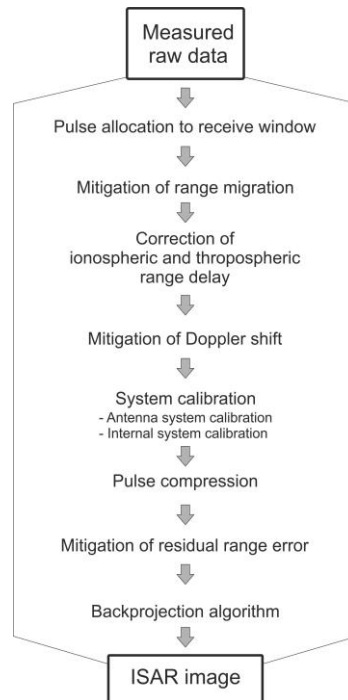 Measured
raw data
Pulse allocation to receive window
Mitigation of range migration
Correction of
ionospheric and thropospheric
range delay
Mitigation of Doppler shift
System calibration
- Antenna system calibration
- Internal system calibration
Pulse compression
Mitigation of residual range error
Backprojection algorithm
ISAR image